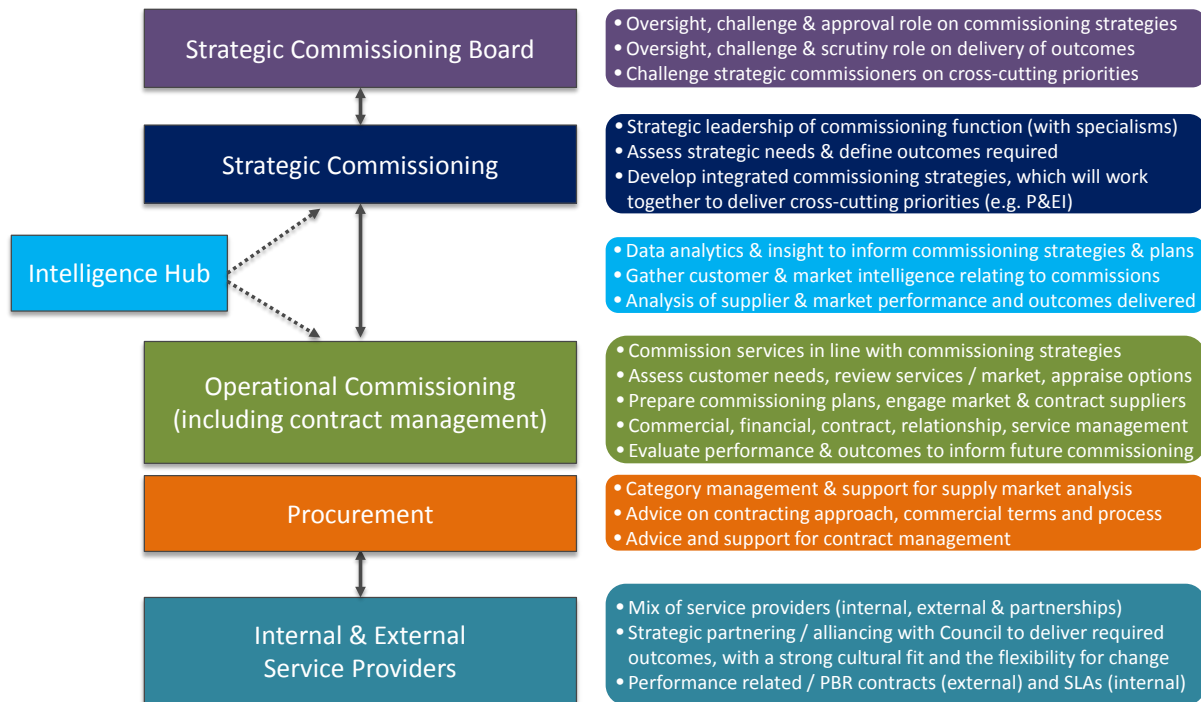 Strategic Commissioning Board
• Oversight, challenge & approval role on commissioning strategies
• Oversight, challenge & scrutiny role on delivery of outcomes
• Challenge strategic commissioners on cross-cutting priorities
Strategic Commissioning
• Strategic leadership of commissioning function (with specialisms)
• Assess strategic needs & define outcomes required
• Develop integrated commissioning strategies, which will work
together to deliver cross-cutting priorities (e.g. P&EI)
Intelligence Hub
• Data analytics & insight to inform commissioning strategies & plans
• Gather customer & market intelligence relating to commissions
• Analysis of supplier & market performance and outcomes delivered
Operational Commissioning
(including contract management)
• Commission services in line with commissioning strategies
• Assess customer needs, review services / market, appraise options
• Prepare commissioning plans, engage market & contract suppliers
• Commercial, financial, contract, relationship, service management
• Evaluate performance & outcomes to inform future commissioning
Procurement
• Category management & support for supply market analysis
• Advice on contracting approach, commercial terms and process
• Advice and support for contract management
Internal & External
Service Providers
• Mix of service providers (internal, external & partnerships)
• Strategic partnering / alliancing with Council to deliver required
outcomes, with a strong cultural fit and the flexibility for change
• Performance related / PBR contracts (external) and SLAs (internal)